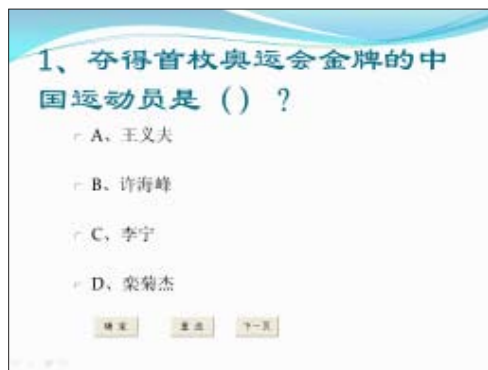 1、夺得首枚奥运会金牌的中
国运动员是（）？
A、王义夫
B、许海峰
C、李宁
D、栾菊杰
确 定 重 选 下一页